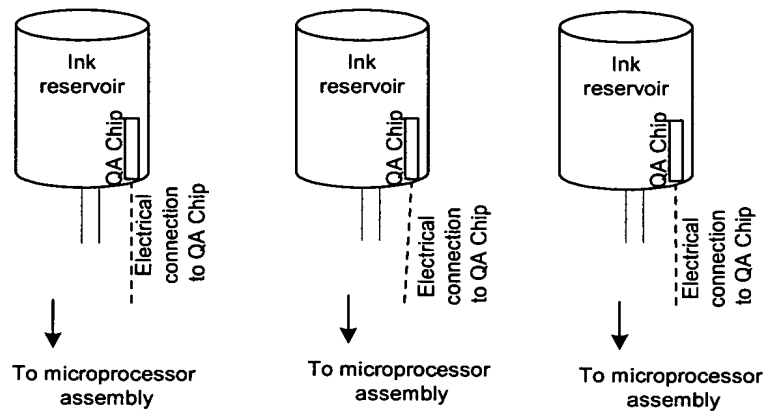 Ink
reservoir
QA Chip
Electrical
connection
to QA Chip
To microprocessor
assembly
Ink
reservoir
QA Chip
Electrical
connection
to QA Chip
To microprocessor
assembly
Ink
reservoir
QA Chip
Electrical
connection
to QA Chip
To microprocessor
assembly